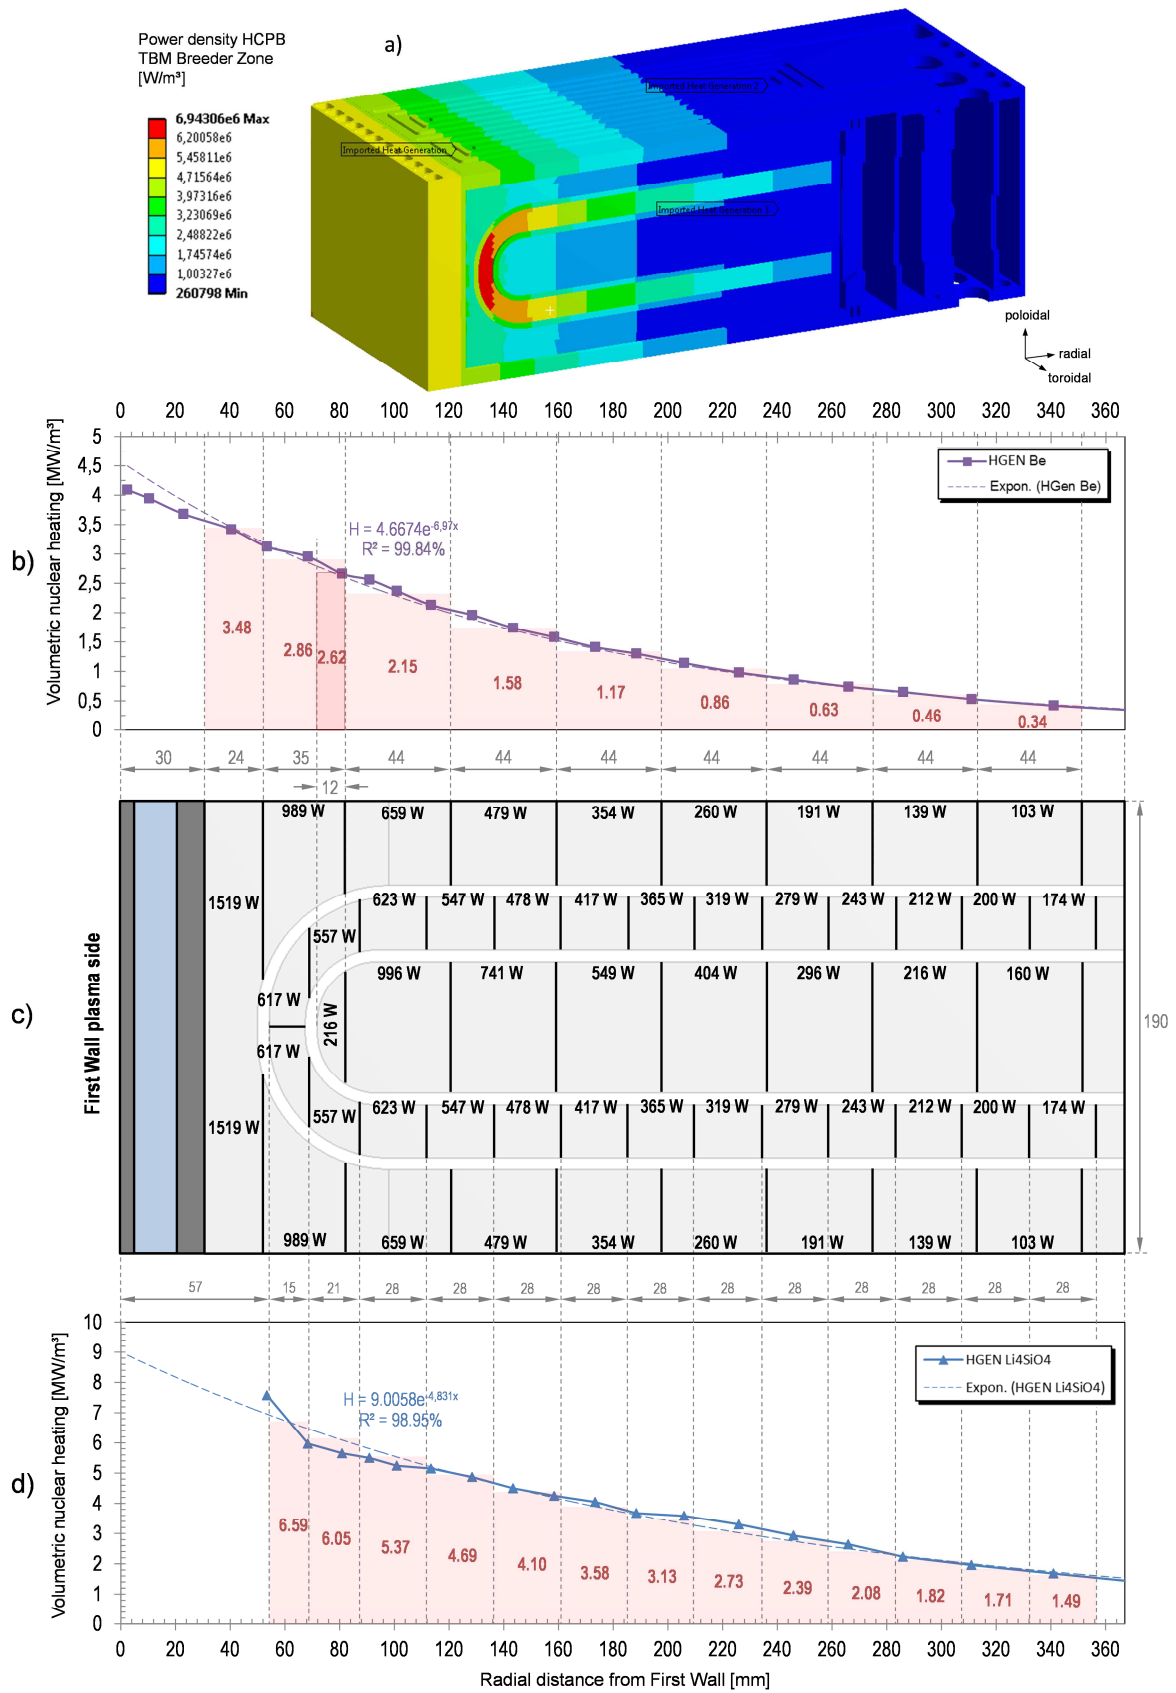 Power density HCPB
TBM Breeder Zone
[W/m³]
a)
6,94306e6 Max
6,20058e6
5,45811e6
4,71564e6
3,97316e6
3,23069e6
2,48822e6
1,74574e6
1,00327e6
260798 Min
Imported Heat Generation 2
Imported Heat Generation
Imported Heat Generation 3
poloidal
radial
toroidal
0 20 40 60 80 100 120 140 160 180 200 220 240 260 280 300 320 340 360
b)
Volumetric nuclear heating [MW/m³]
5
4,5
4
3,5
3
2,5
2
1,5
1
0,5
0
HGEN Be
Expon. (HGen Be)
H = 4.6674e-6,97x
R² = 99.84%
3.48 2.86 2.62 2.15 1.58 1.17 0.86 0.63 0.46 0.34
30 24 35 44 44 44 44 44 44 44
12
c)
First Wall plasma side
989 W 659 W 479 W 354 W 260 W 191 W 139 W 103 W
1519 W 623 W 547 W 478 W 417 W 365 W 319 W 279 W 243 W 212 W 200 W 174 W
557 W
996 W 741 W 549 W 404 W 296 W 216 W 160 W
617 W
216 W
190
617 W
1519 W 557 W 623 W 547 W 478 W 417 W 365 W 319 W 279 W 243 W 212 W 200 W 174 W
989 W 659 W 479 W 354 W 260 W 191 W 139 W 103 W
57 15 21 28 28 28 28 28 28 28 28 28 28 28
d)
Volumetric nuclear heating [MW/m³]
10
9
8
7
6
5
4
3
2
1
0
HGEN Li4SiO4
Expon. (HGEN Li4SiO4)
H = 9.0058e-4,831x
R² = 98.95%
6.59 6.05 5.37 4.69 4.10 3.58 3.13 2.73 2.39 2.08 1.82 1.71 1.49
0 20 40 60 80 100 120 140 160 180 200 220 240 260 280 300 320 340 360
Radial distance from First Wall [mm]